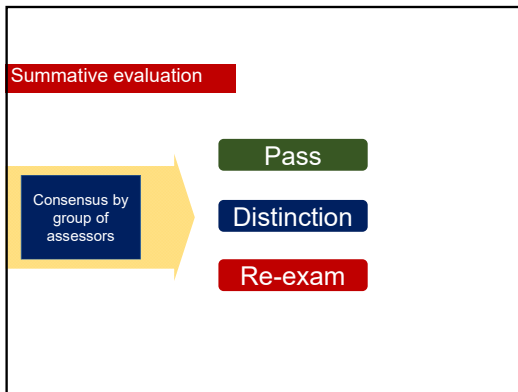 Summative evaluation
Pass
Consensus by
group of
assessors
Distinction
Re-exam